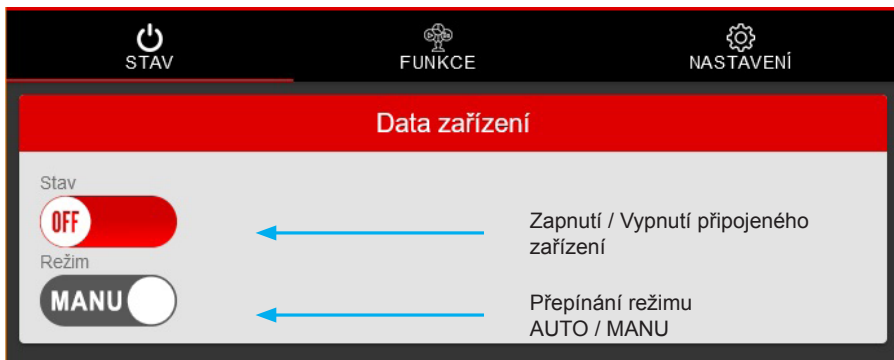 STAV
FUNKCE
NASTAVENÍ
Data zařízení
Stav
OFF
Zapnutí / Vypnutí připojeného
zařízení
Režim
MANU
Přepínání režimu
AUTO / MANU